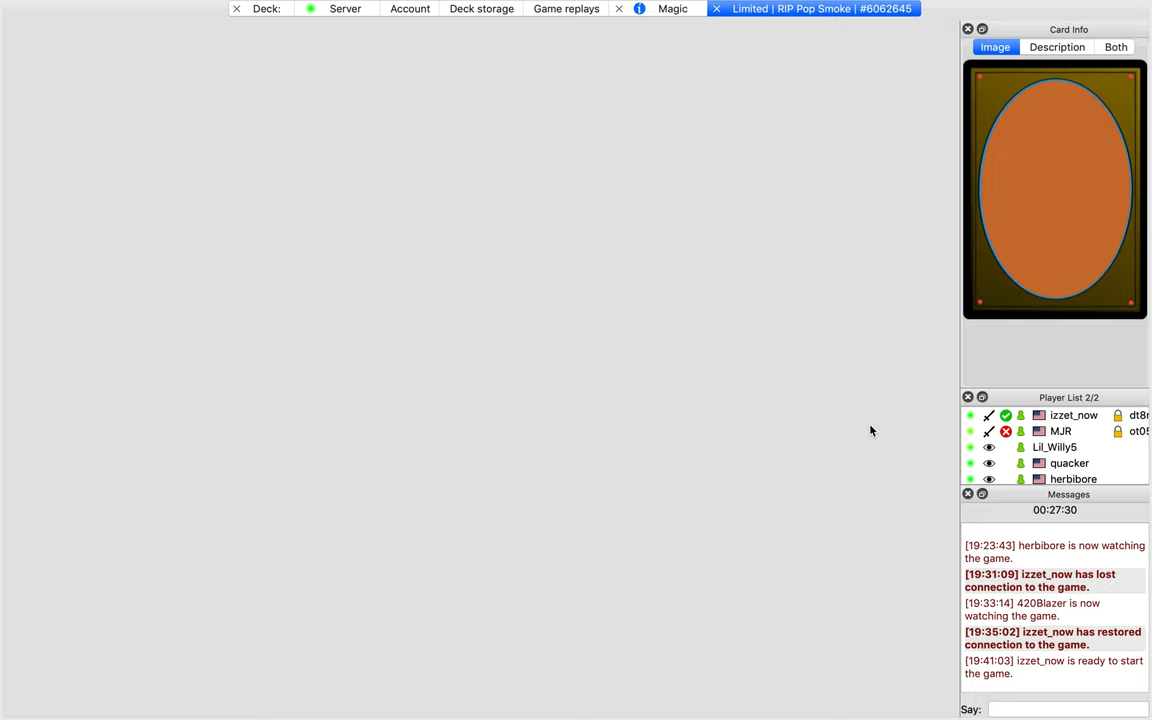 Deck: Server Account Deck storage Game replays Magic Limited | RIP Pop Smoke | #6062645
Card Info
Image Description Both
Player List 2/2
izzet_now dt8r
MJR ot05
Lil_Willy5
quacker
herbibore
Messages
00:27:30
[19:23:43] herbibore is now watching
the game.
[19:31:09] izzet_now has lost
connection to the game.
[19:33:14] 420Blazer is now
watching the game.
[19:35:02] izzet_now has restored
connection to the game.
[19:41:03] izzet_now is ready to start
the game.
Say: